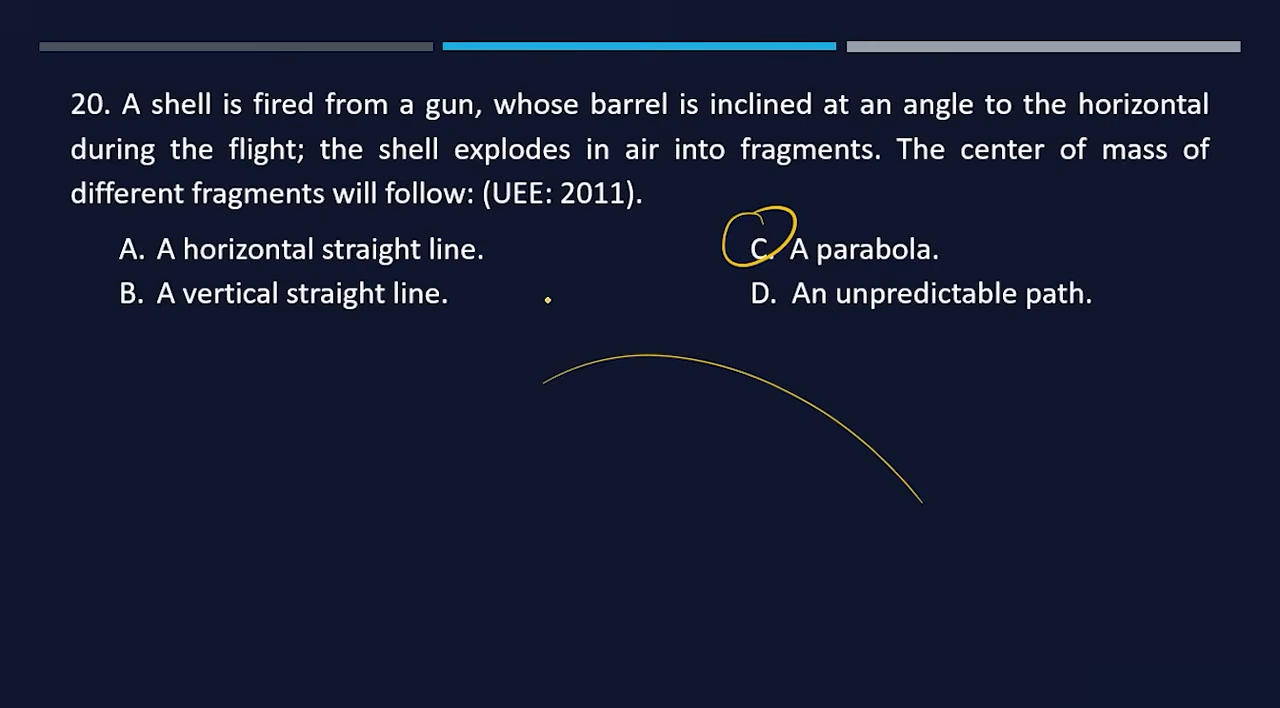 20. A shell is fired from a gun, whose barrel is inclined at an angle to the horizontal
during the flight; the shell explodes in air into fragments. The center of mass of
different fragments will follow: (UEE: 2011).
A. A horizontal straight line.
B. A vertical straight line.
C. A parabola.
D. An unpredictable path.